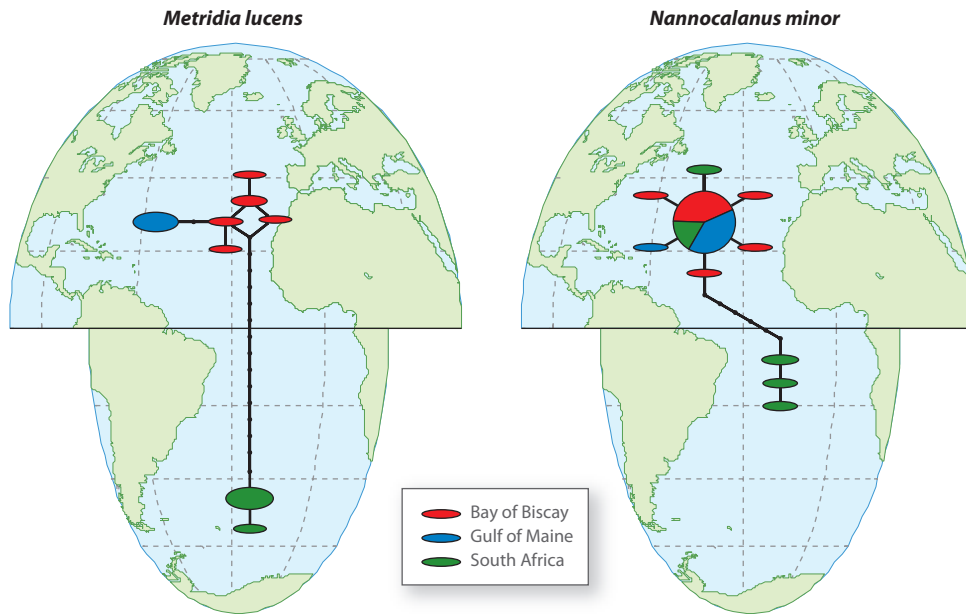 Metridia lucens
Nannocalanus minor
Bay of Biscay
Gulf of Maine
South Africa